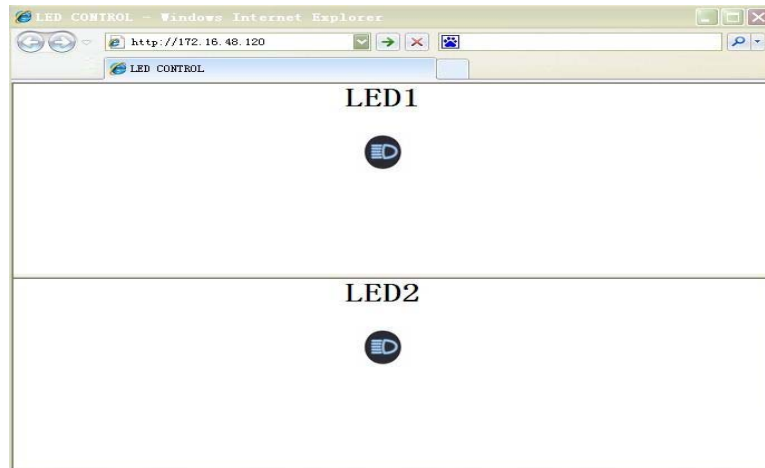 LED CONTROL - Windows Internet Explorer
http://172.16.48.120
LED CONTROL
LED1
LED2